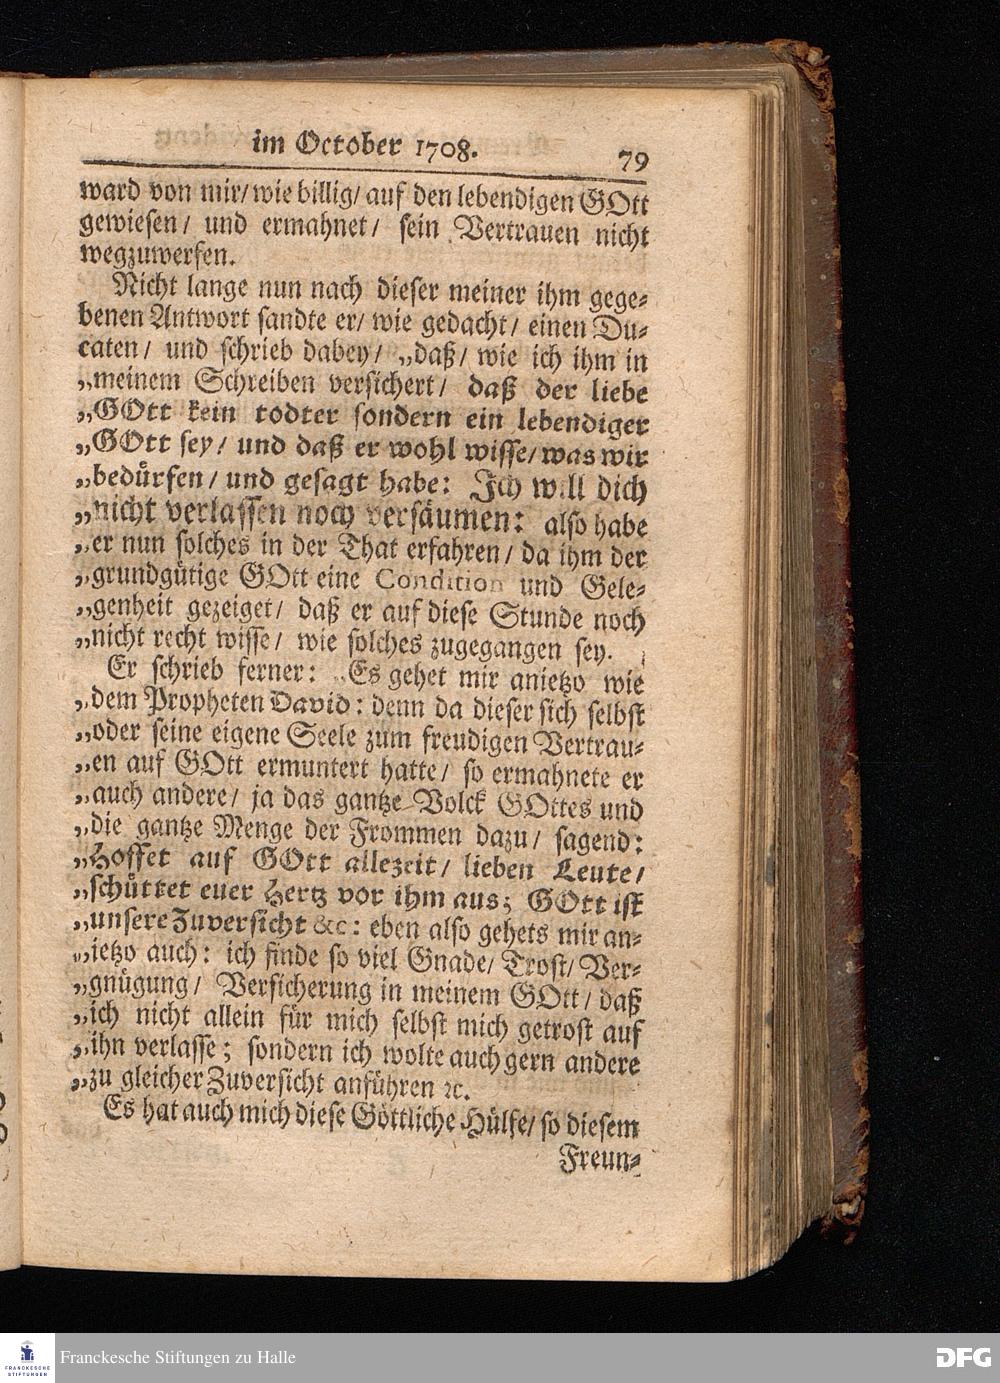 im October 1708.
79
ward von mir/ wie billig/ auf den lebendigen GOtt
gewiesen/ und ermahnet/ sein Vertrauen nicht
wegzuwerfen.
Nicht lange nun nach dieser meiner ihm gege-
benen Antwort sandte er/ wie gedacht/ einen Du-
caten/ und schrieb dabey/ „daß/ wie ich ihm in
„meinem Schreiben versichert/ daß der liebe
„GOtt kein todter sondern ein lebendiger
„GOtt sey/ und daß er wohl wisse/ was wir
„bedürfen/ und gesagt habe: Ich will dich
„nicht verlassen noch versäumen: also habe
„er nun solches in der That erfahren/ da ihm der
„grundgütige GOtt eine Condition und Gele-
„genheit gezeiget/ daß er auf diese Stunde noch
„nicht recht wisse/ wie solches zugegangen sey.
Er schrieb ferner: „Es gehet mir anietzo wie
„dem Propheten David: denn da dieser sich selbst
„oder seine eigene Seele zum freudigen Vertrau-
„en auf GOtt ermuntert hatte/ so ermahnete er
„auch andere/ ja das gantze Volck GOttes und
„die gantze Menge der Frommen dazu/ sagend:
„Hoffet auf GOtt allezeit/ lieben Leute/
„schüttet euer Hertz vor ihm aus; GOtt ist
„unsere Zuversicht &c: eben also gehets mir an-
„ietzo auch: ich finde so viel Gnade/ Trost/ Ver-
„gnügung/ Versicherung in meinem GOtt/ daß
„ich nicht allein für mich selbst mich getrost auf
„ihn verlasse; sondern ich wolte auch gern andere
„zu gleicher Zuversicht anführen ꝛc.
Es hat auch mich diese Göttliche Hülfe/ so diesem
Freun-
FRANCKESCHE
STIFTUNGEN
Franckesche Stiftungen zu Halle
DFG